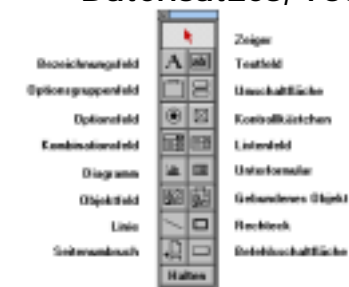 Zeiger
Bezeichnungsfeld A ab Textfeld
Optionsgruppenfeld Umschaltfläche
Optionsfeld Kontrollkästchen
Kombinationsfeld Listenfeld
Diagramm Unterformular
Objektfeld Gebundenes Objekt
Linie Rechteck
Seitenumbruch Befehlsschaltfläche
Halten